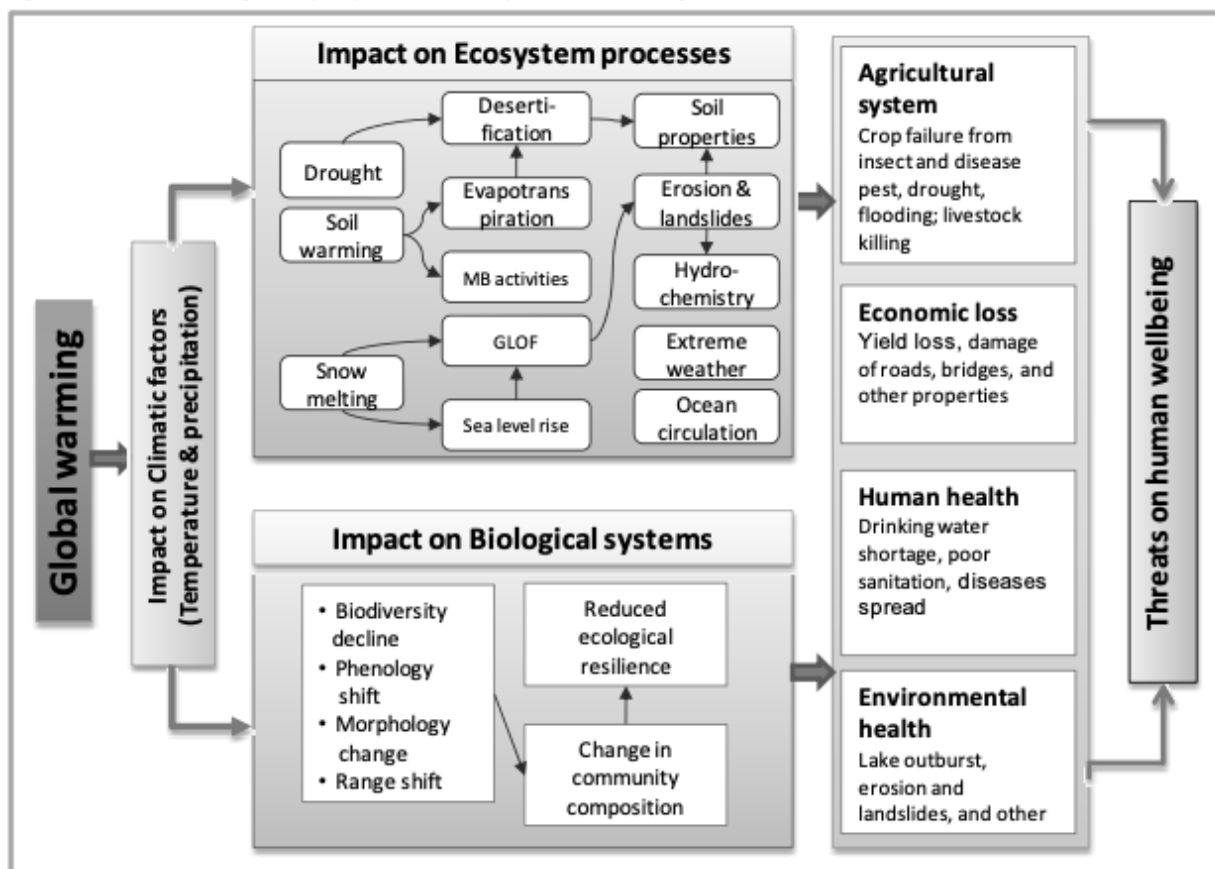 Global warming
Impact on Climatic factors
(Temperature & precipitation)
Impact on Ecosystem processes
Drought
Soil
warming
Snow
melting
Deserti-
fication
Evapotrans
piration
MB activities
GLOF
Sea level rise
Soil
properties
Erosion &
landslides
Hydro-
chemistry
Extreme
weather
Ocean
circulation
Impact on Biological systems
• Biodiversity
decline
• Phenology
shift
• Morphology
change
• Range shift
Reduced
ecological
resilience
Change in
community
composition
Agricultural
system
Crop failure from
insect and disease
pest, drought,
flooding; livestock
killing
Economic loss
Yield loss, damage
of roads, bridges, and
other properties
Human health
Drinking water
shortage, poor
sanitation, diseases
spread
Environmental
health
Lake outburst,
erosion and
landslides, and other
Threats on human wellbeing